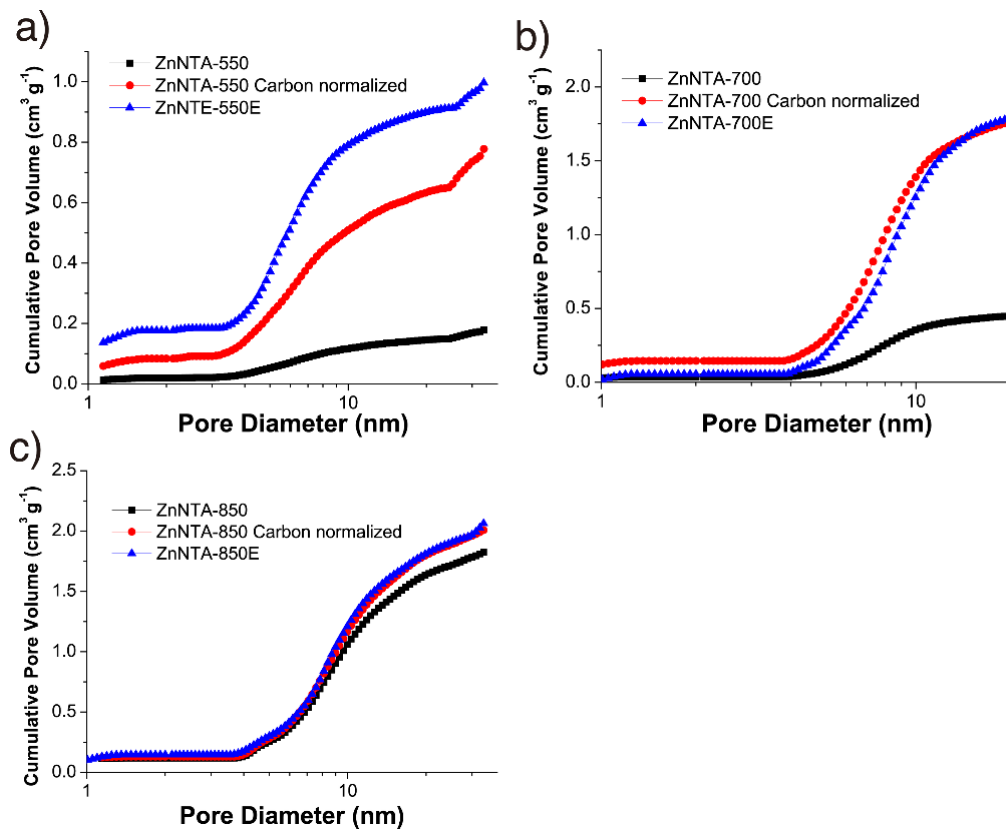 a)
ZnNTA-550
ZnNTA-550 Carbon normalized
ZnNTE-550E
Cumulative Pore Volume (cm³ g⁻¹)
1.0
0.8
0.6
0.4
0.2
0.0
1
10
Pore Diameter (nm)
b)
ZnNTA-700
ZnNTA-700 Carbon normalized
ZnNTA-700E
Cumulative Pore Volume (cm³ g⁻¹)
2.0
1.5
1.0
0.5
0.0
1
10
Pore Diameter (nm)
c)
ZnNTA-850
ZnNTA-850 Carbon normalized
ZnNTA-850E
Cumulative Pore Volume (cm³ g⁻¹)
2.5
2.0
1.5
1.0
0.5
0.0
1
10
Pore Diameter (nm)